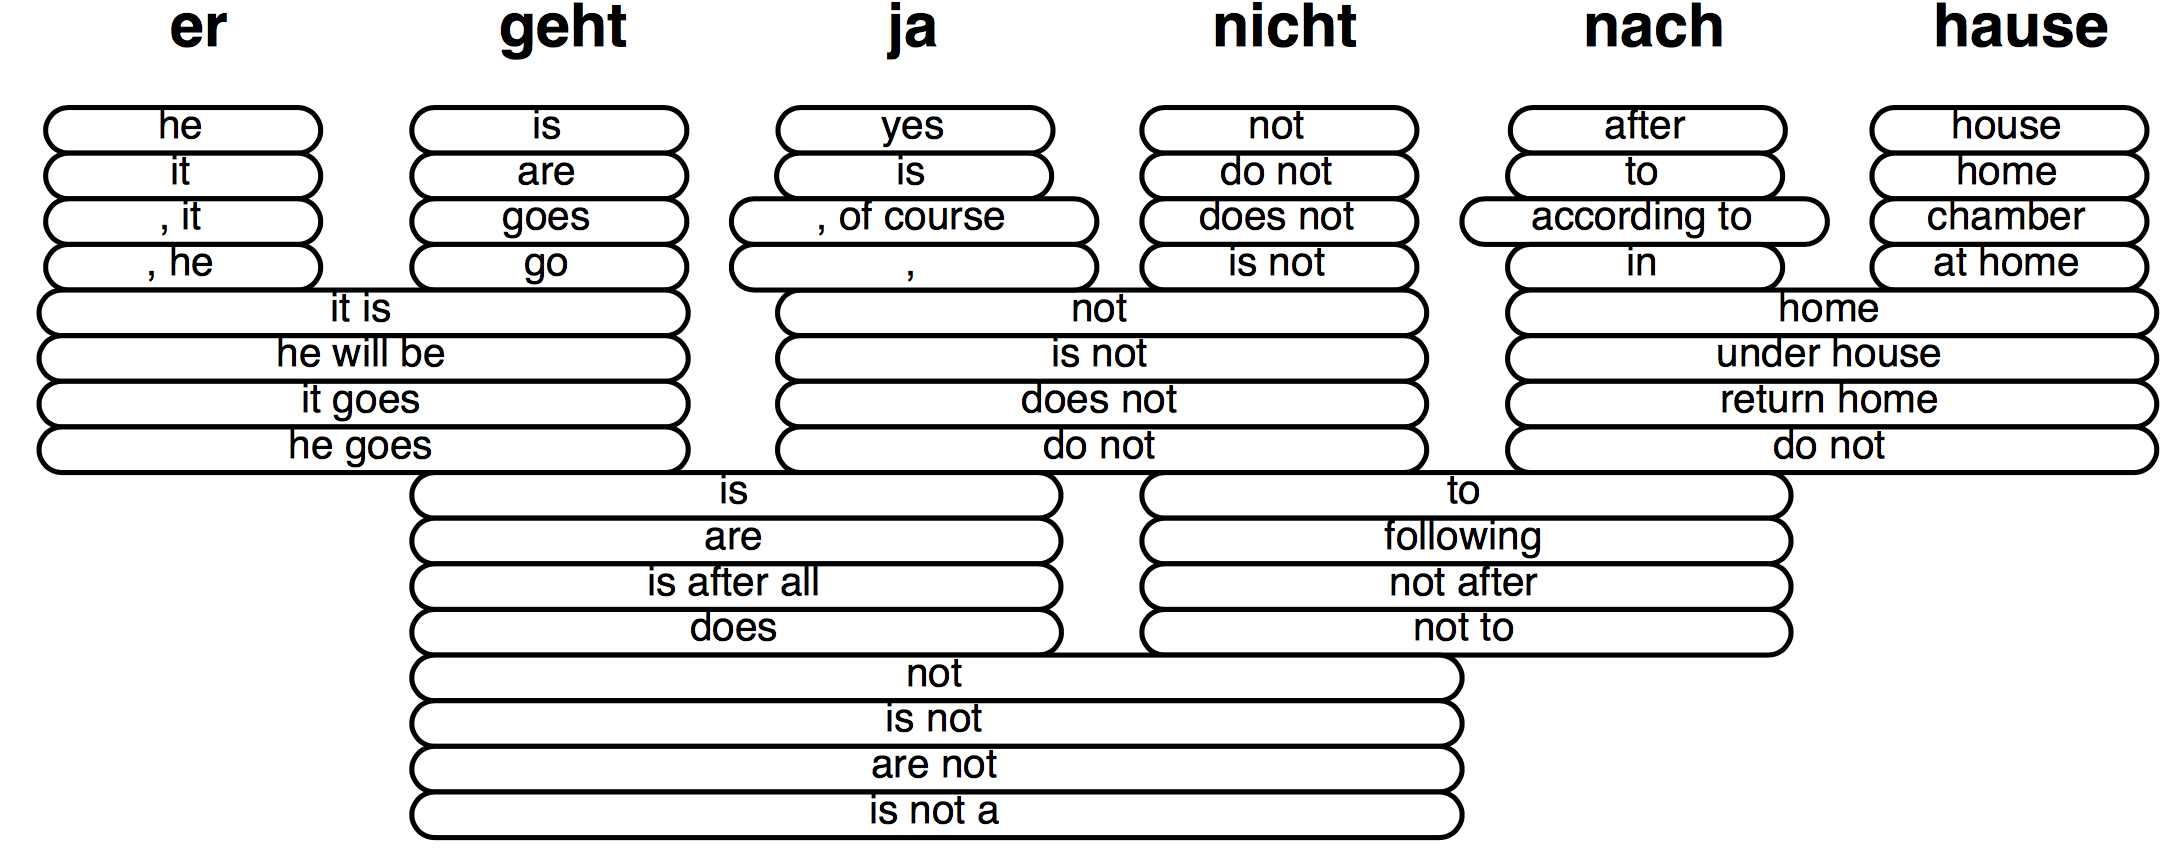 er geht ja nicht nach hause
he is yes not after house
it are is do not to home
, it goes , of course does not according to chamber
, he go , is not in at home
it is not home
he will be is not under house
it goes does not return home
he goes do not do not
is to
are following
is after all not after
does not to
not
is not
are not
is not a